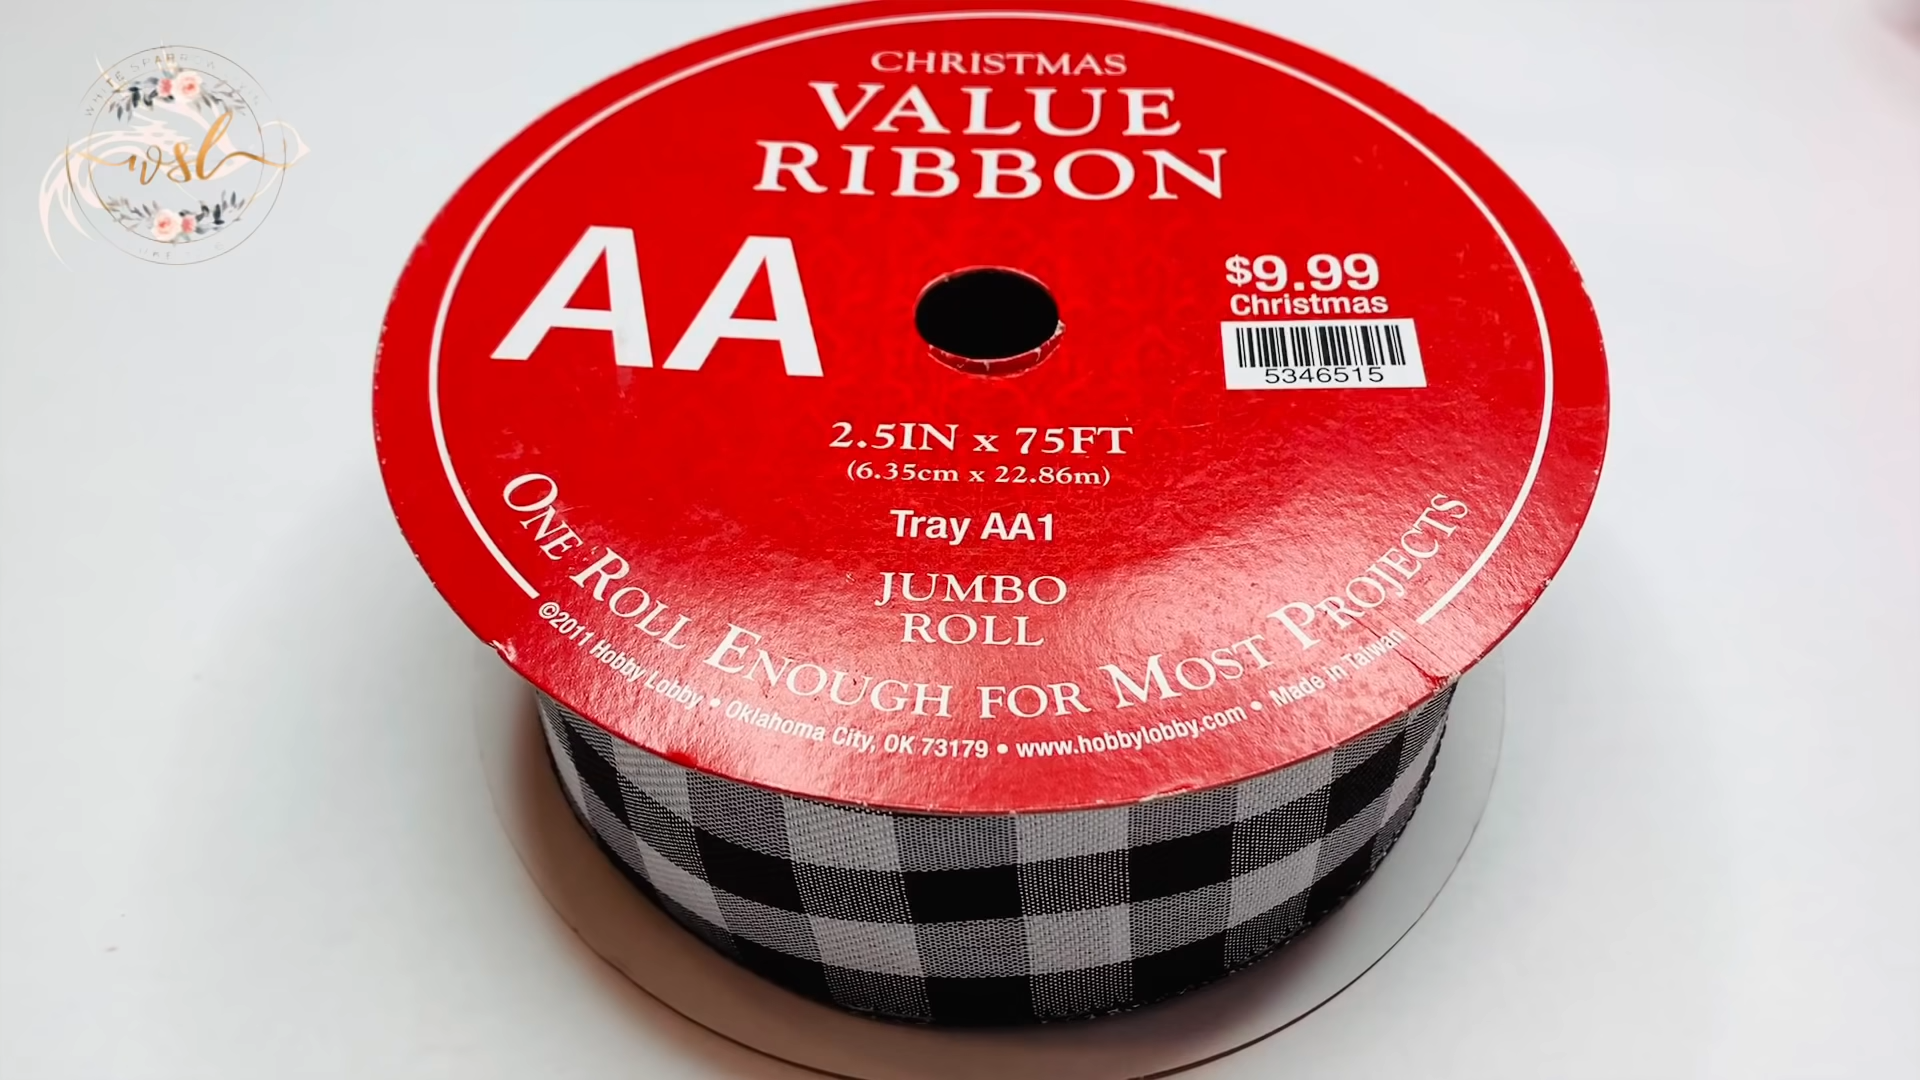 wsl
CHRISTMAS
VALUE
RIBBON
AA
$9.99
Christmas
5346515
2.5IN x 75FT
(6.35cm x 22.86m)
Tray AA1
JUMBO
ROLL
ONE ROLL ENOUGH FOR MOST PROJECTS
©2011 Hobby Lobby • Oklahoma City, OK 73179 • www.hobbylobby.com • Made in Taiwan